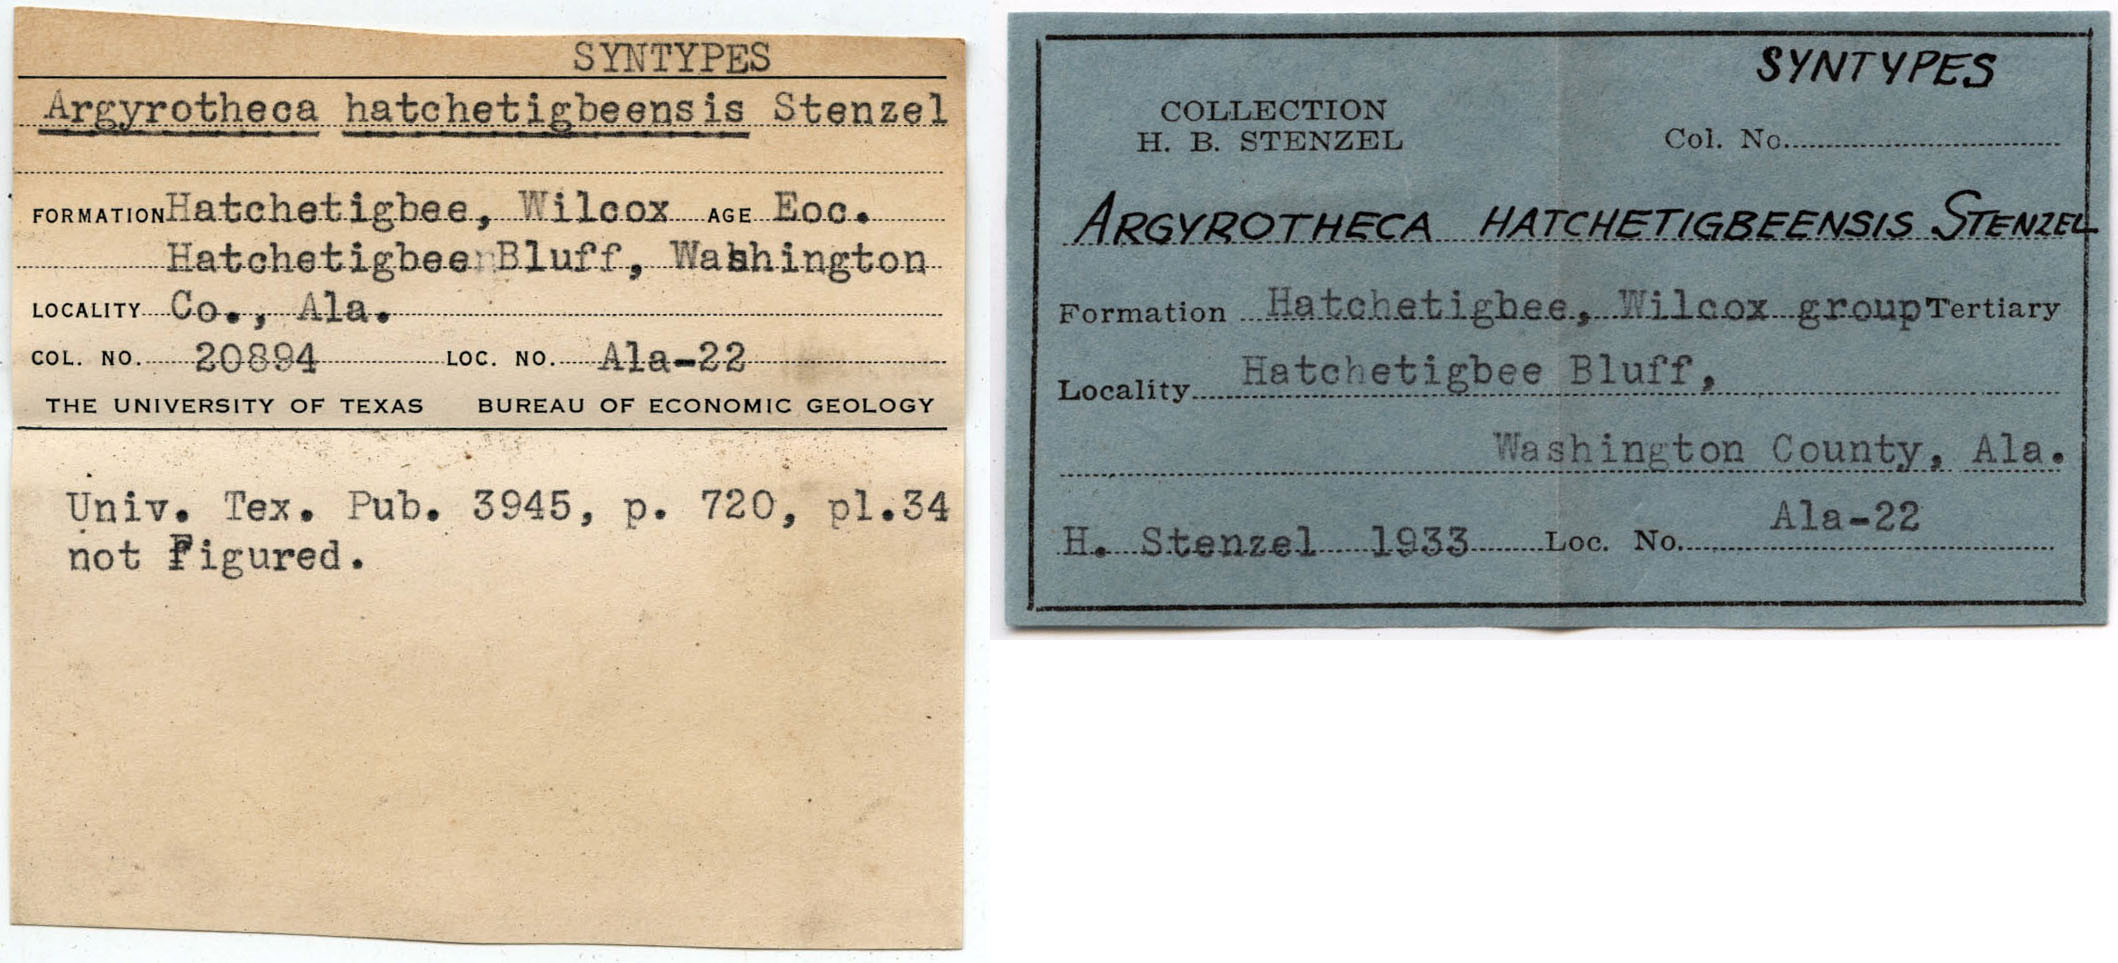 SYNTYPES
Argyrotheca hatchetigbeensis Stenzel
FORMATION Hatchetigbee, Wilcox AGE Eoc.
Hatchetigbee Bluff, Washington
LOCALITY Co., Ala.
COL. NO. 20894 LOC. NO. Ala-22
THE UNIVERSITY OF TEXAS BUREAU OF ECONOMIC GEOLOGY
Univ. Tex. Pub. 3945, p. 720, pl.34
not Figured.
SYNTYPES
COLLECTION
H. B. STENZEL Col. No.
ARGYROTHECA HATCHETIGBEENSIS STENZEL
Formation Hatchetigbee, Wilcox group Tertiary
Locality Hatchetigbee Bluff,
Washington County, Ala.
H. Stenzel 1933 Loc. No. Ala-22